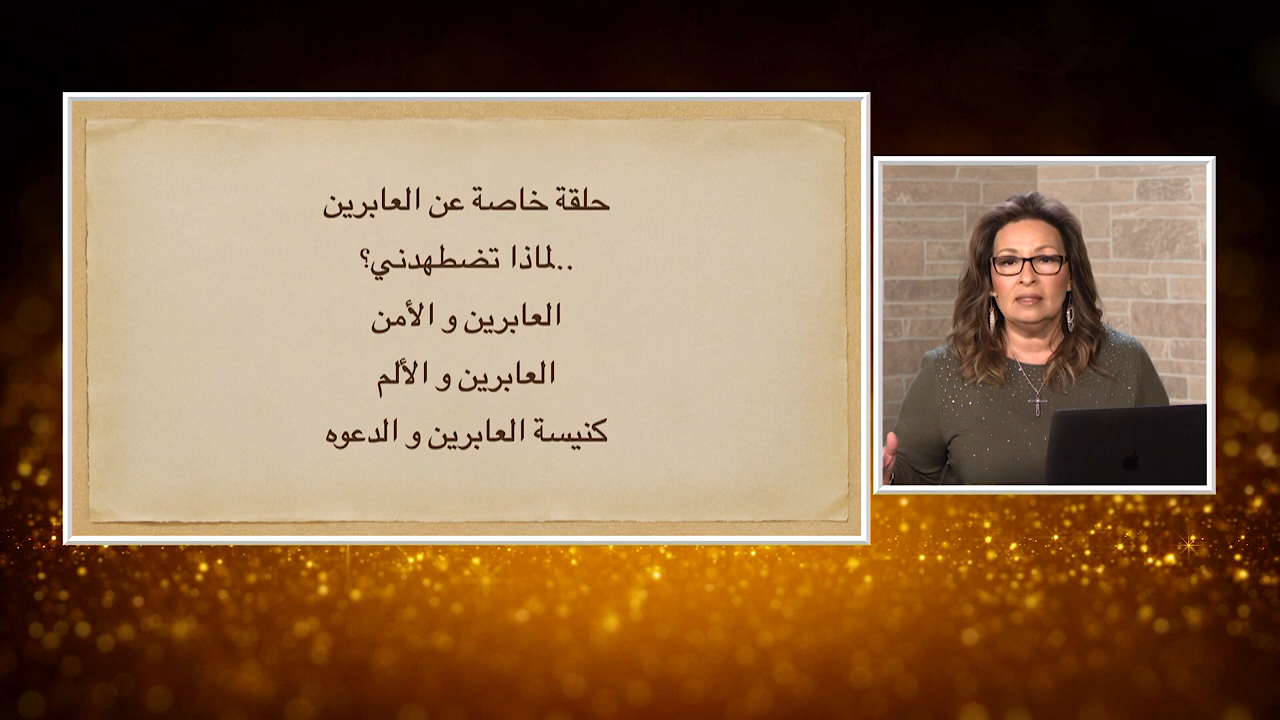 حلقة خاصة عن العابرين
..لماذا تضطهدني؟
العابرين و الأمن
العابرين و الألم
كنيسة العابرين و الدعوه